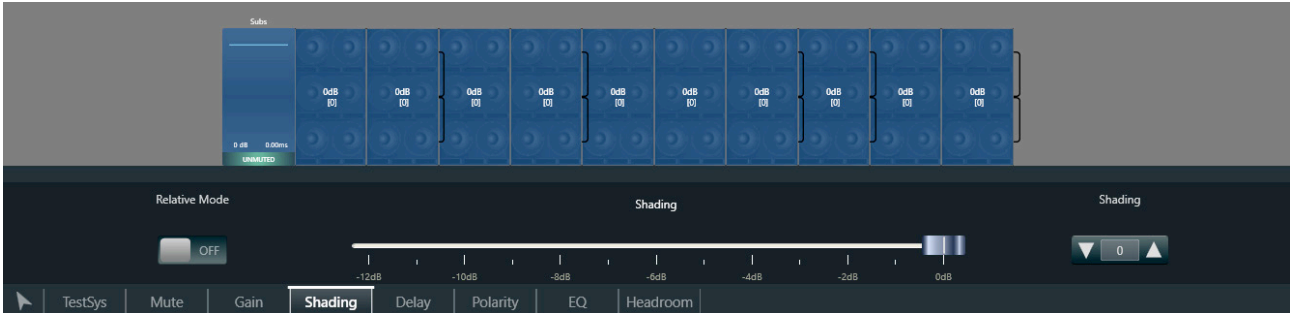 Subs
0dB 0dB 0dB 0dB 0dB 0dB 0dB 0dB 0dB 0dB
[0] [0] [0] [0] [0] [0] [0] [0] [0] [0]
0 dB 0.00ms
UNMUTED
Relative Mode Shading Shading
OFF 0
-12dB -10dB -8dB -6dB -4dB -2dB 0dB
TestSys Mute Gain Shading Delay Polarity EQ Headroom